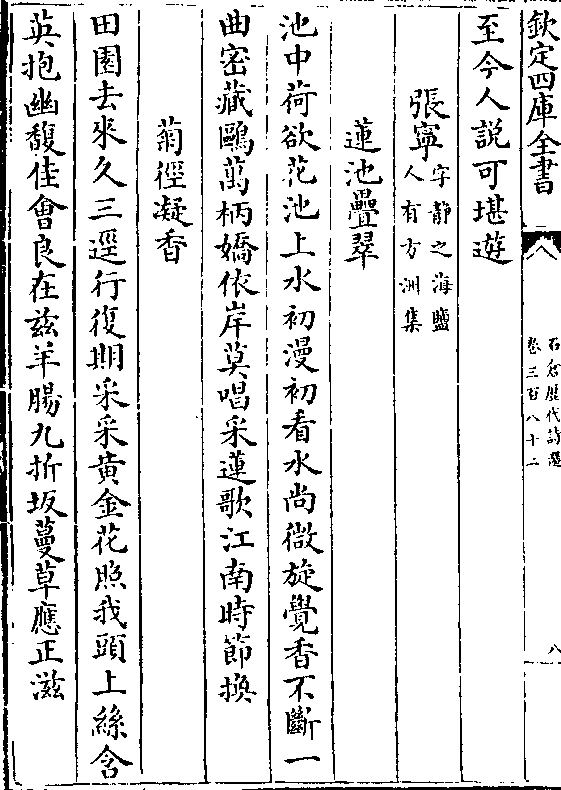 欽定四庫全書
石倉歷代詩選
卷三百八十二
八
至今人說可堪遊
張寧字靜之海鹽
人有方洲集
蓮池疊翠
池中荷欲花池上水初漫初看水尚微旋覺香不斷一
曲密藏鷗萬柄嬌依岸莫唱采蓮歌江南時節換
菊徑凝香
田園去來久三逕行復期采采黃金花照我頭上絲含
英抱幽馥佳會良在兹羊腸九折坂蔓草應正滋